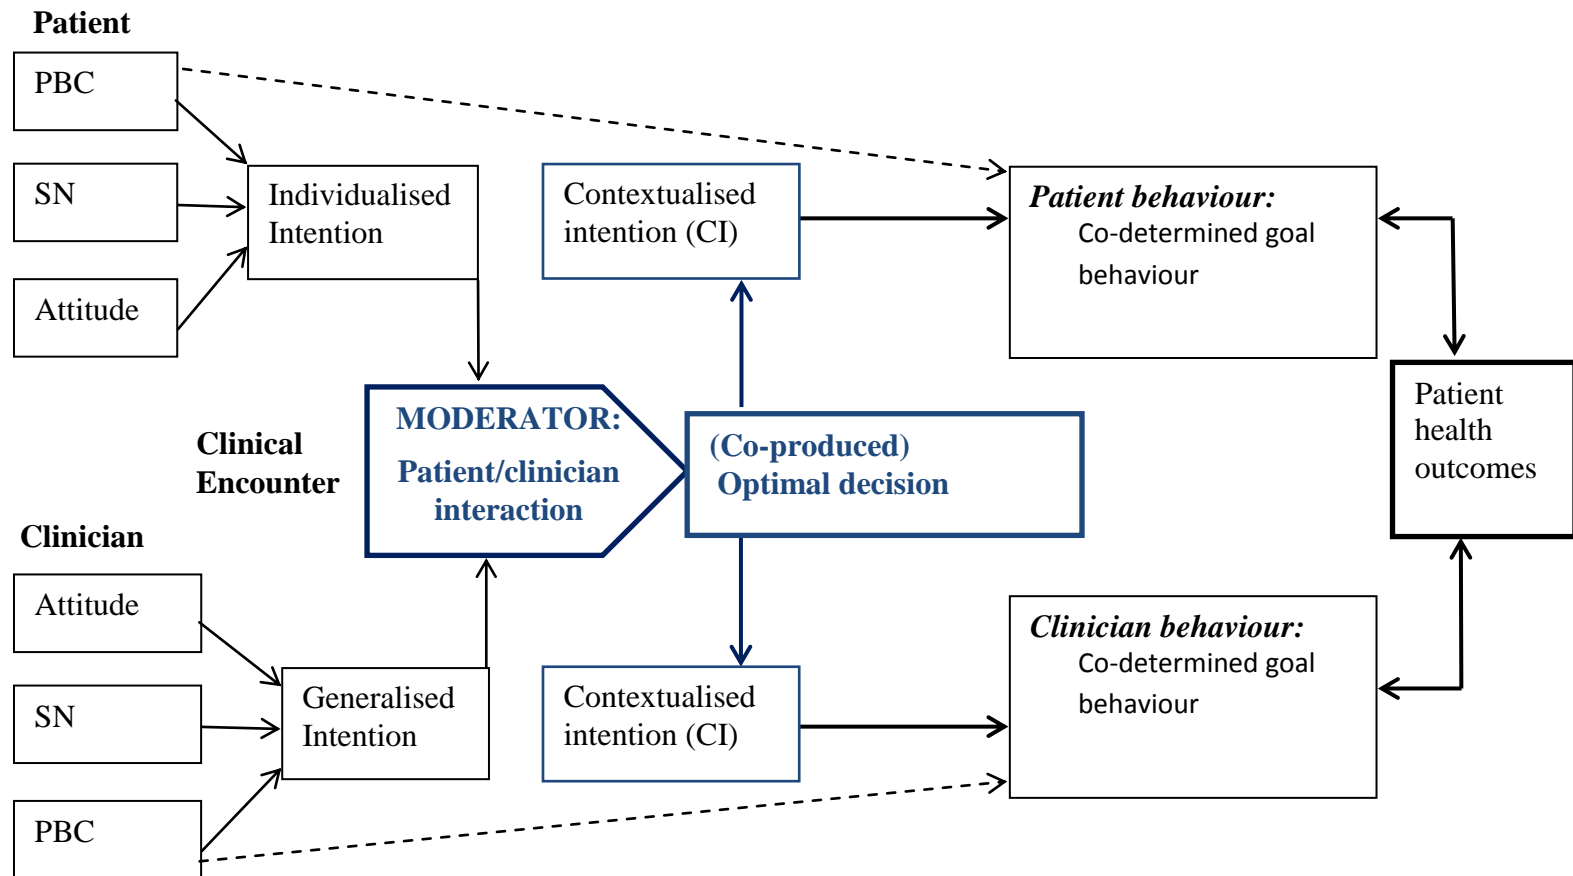 Patient
PBC
SN
Attitude
Individualised
Intention
Contextualised
intention (CI)
Patient behaviour:
Co-determined goal
behaviour
Clinical
Encounter
MODERATOR:
Patient/clinician
interaction
(Co-produced)
Optimal decision
Patient
health
outcomes
Clinician
Attitude
SN
PBC
Generalised
Intention
Contextualised
intention (CI)
Clinician behaviour:
Co-determined goal
behaviour